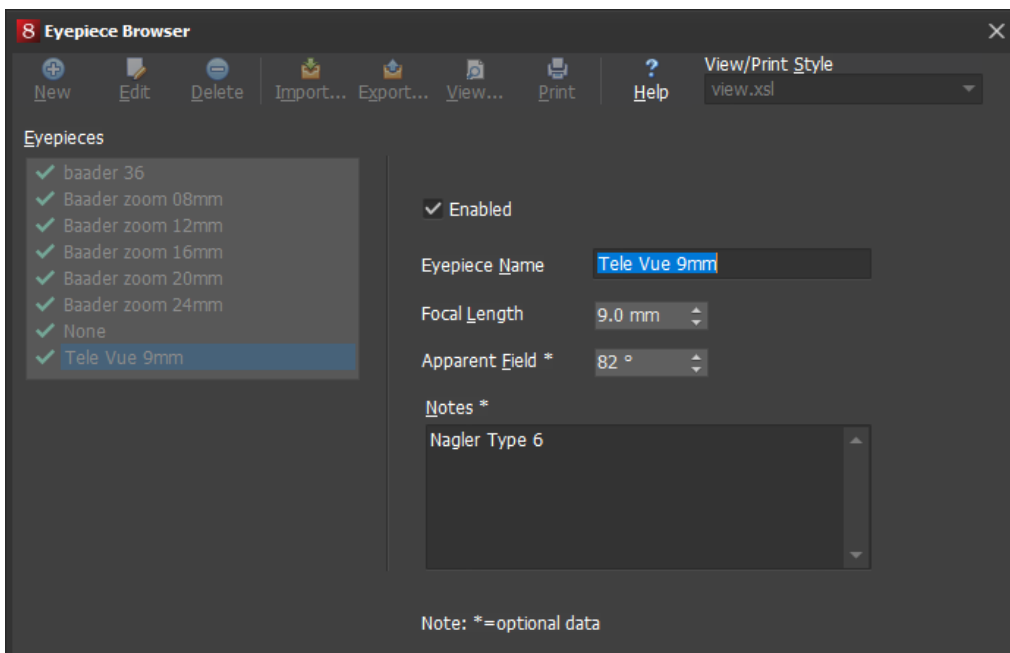 8 Eyepiece Browser
New Edit Delete Import... Export... View... Print Help View/Print Style
view.xsl
Eyepieces
baader 36
Baader zoom 08mm
Baader zoom 12mm
Baader zoom 16mm
Baader zoom 20mm
Baader zoom 24mm
None
Tele Vue 9mm
Enabled
Eyepiece Name Tele Vue 9mm
Focal Length 9.0 mm
Apparent Field * 82 °
Notes *
Nagler Type 6
Note: *=optional data